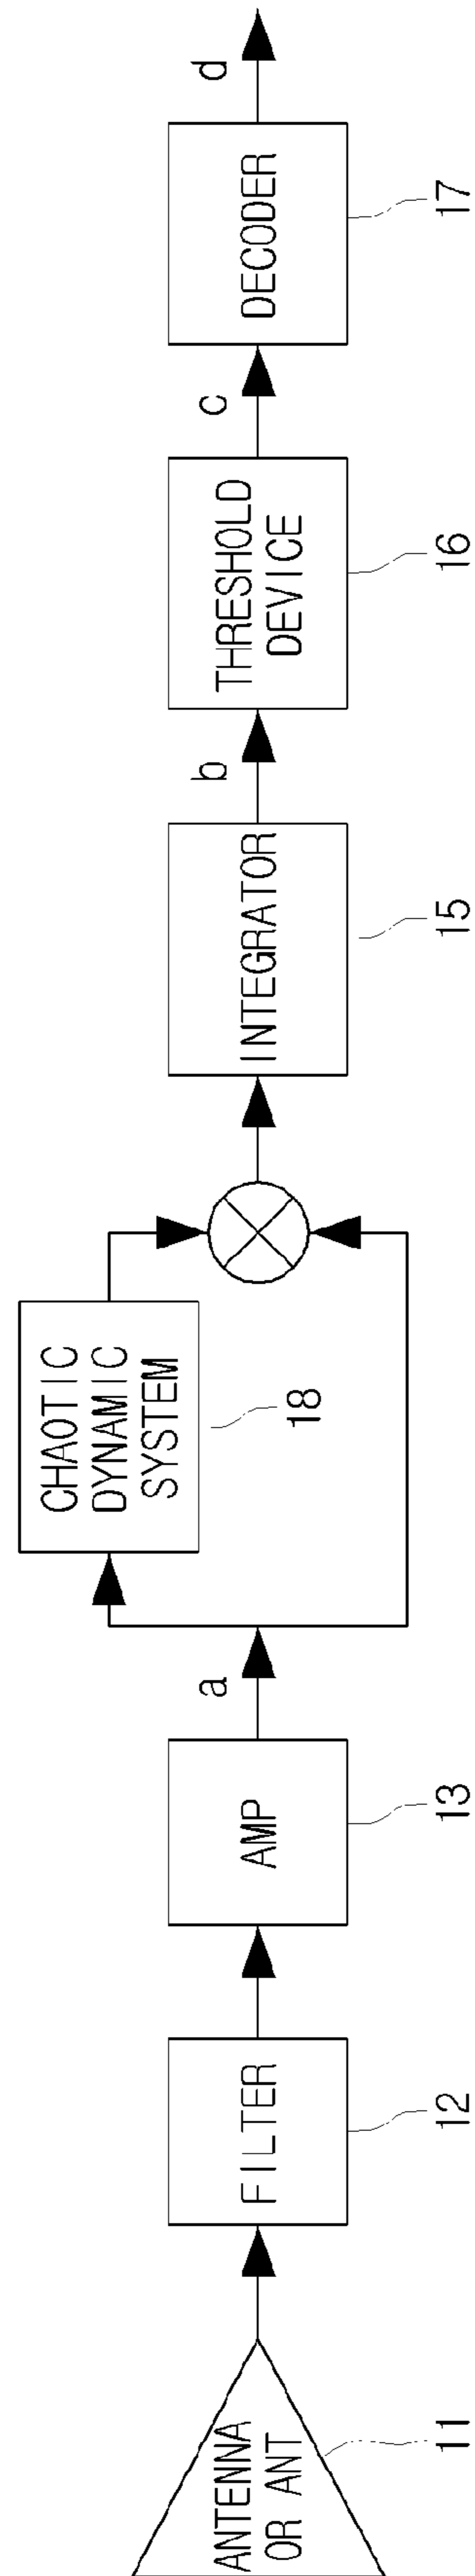 ANTENNA
OR ANT
11
FILTER
12
AMP
13
a
CHAOTIC
DYNAMIC
SYSTEM
18
INTEGRATOR
15
b
THRESHOLD
DEVICE
16
c
DECODER
17
d